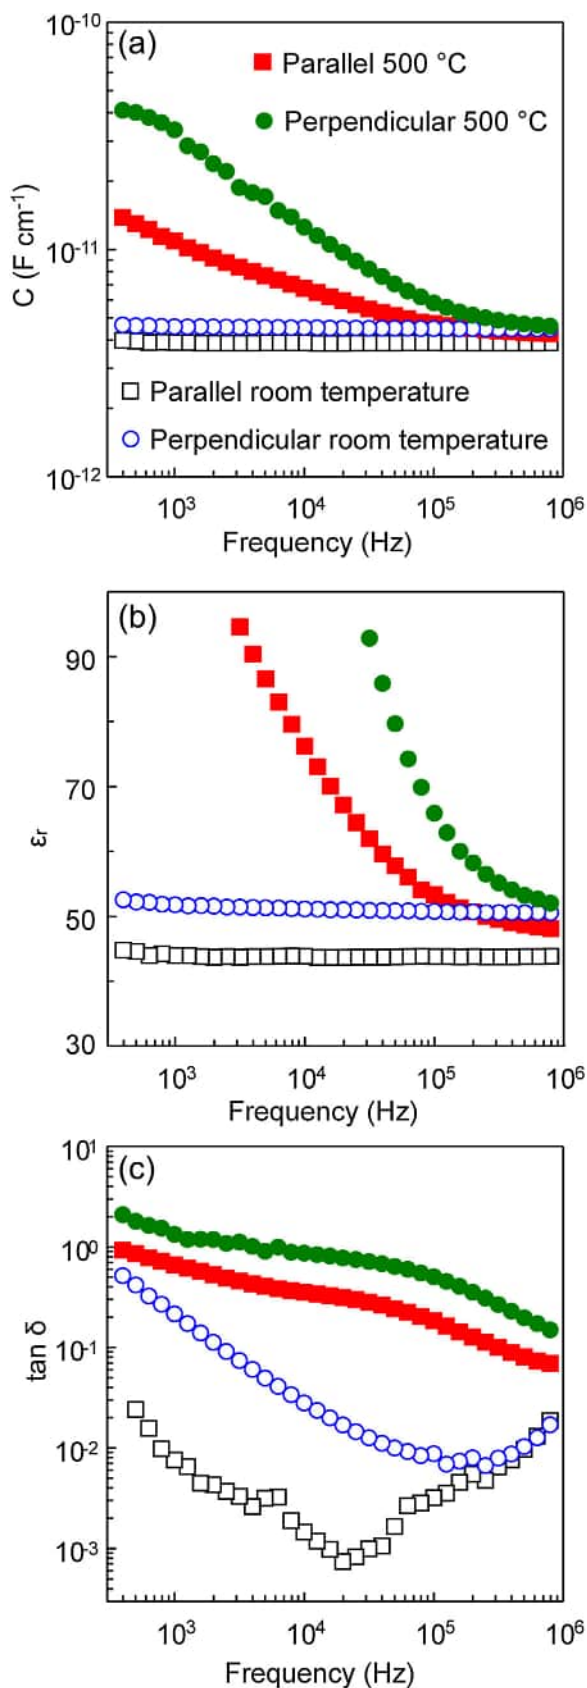 10⁻¹⁰
(a)
Parallel 500 °C
Perpendicular 500 °C
C (F cm⁻¹)
10⁻¹¹
Parallel room temperature
Perpendicular room temperature
10⁻¹²
10³ 10⁴ 10⁵ 10⁶
Frequency (Hz)
(b)
90
70
εr
50
30
10³ 10⁴ 10⁵ 10⁶
Frequency (Hz)
10¹
(c)
10⁰
tan δ
10⁻¹
10⁻²
10⁻³
10³ 10⁴ 10⁵ 10⁶
Frequency (Hz)